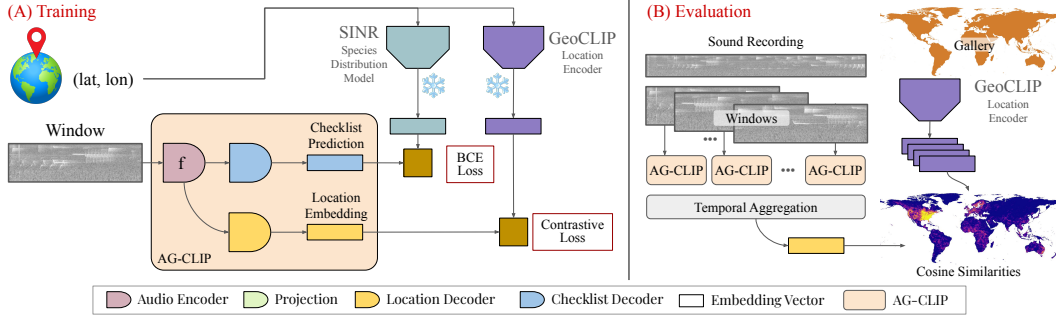 (A) Training
(lat, lon)
SINR
Species
Distribution
Model
GeoCLIP
Location
Encoder
Window
f
Checklist
Prediction
BCE
Loss
Location
Embedding
Contrastive
Loss
AG-CLIP
(B) Evaluation
Sound Recording
Windows
•••
AG-CLIP
AG-CLIP
•••
AG-CLIP
Temporal Aggregation
Gallery
GeoCLIP
Location
Encoder
Cosine Similarities
Audio Encoder
Projection
Location Decoder
Checklist Decoder
Embedding Vector
AG-CLIP